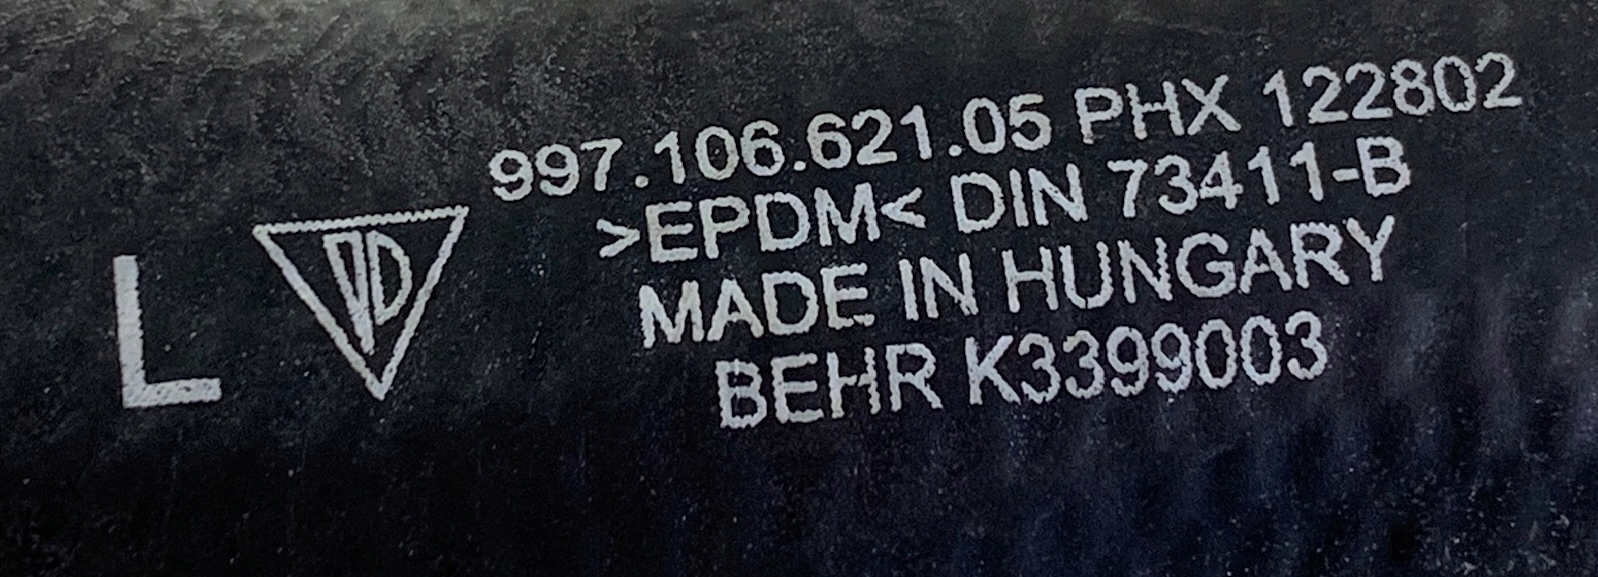 997.106.621.05 PHX 122802
>EPDM< DIN 73411-B
MADE IN HUNGARY
BEHR K3399003
L